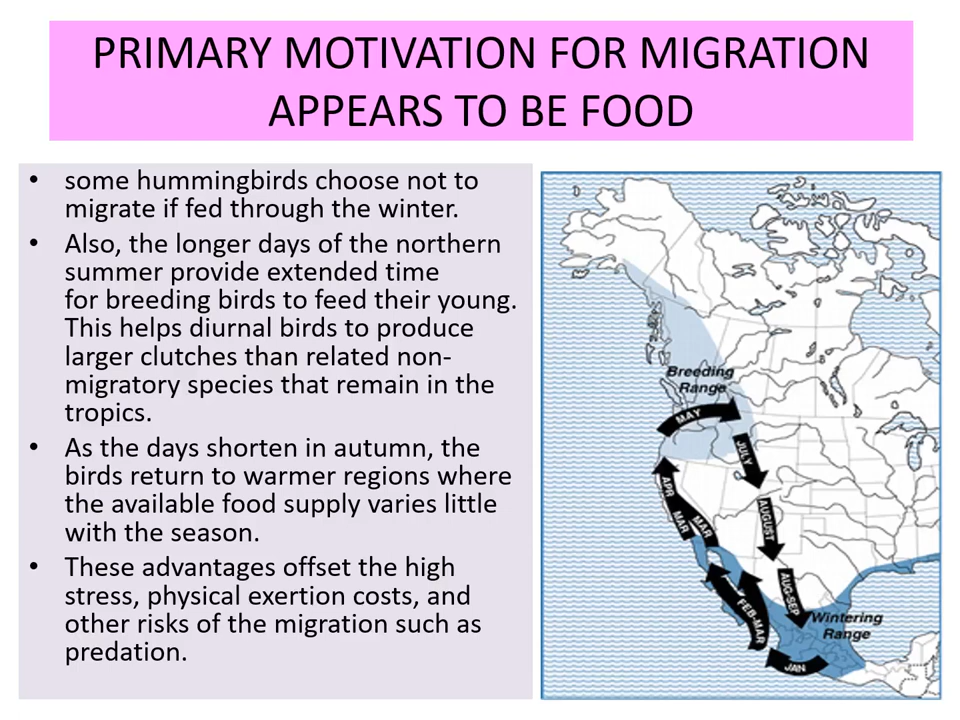 PRIMARY MOTIVATION FOR MIGRATION
APPEARS TO BE FOOD
• some hummingbirds choose not to
migrate if fed through the winter.
• Also, the longer days of the northern
summer provide extended time
for breeding birds to feed their young.
This helps diurnal birds to produce
larger clutches than related non-
migratory species that remain in the
tropics.
• As the days shorten in autumn, the
birds return to warmer regions where
the available food supply varies little
with the season.
• These advantages offset the high
stress, physical exertion costs, and
other risks of the migration such as
predation.
Breeding
Range
MAY
JULY
APR
MAR
MAR
AUGUST
AUG-SEP
FEB-MAR
Wintering
Range
JAN